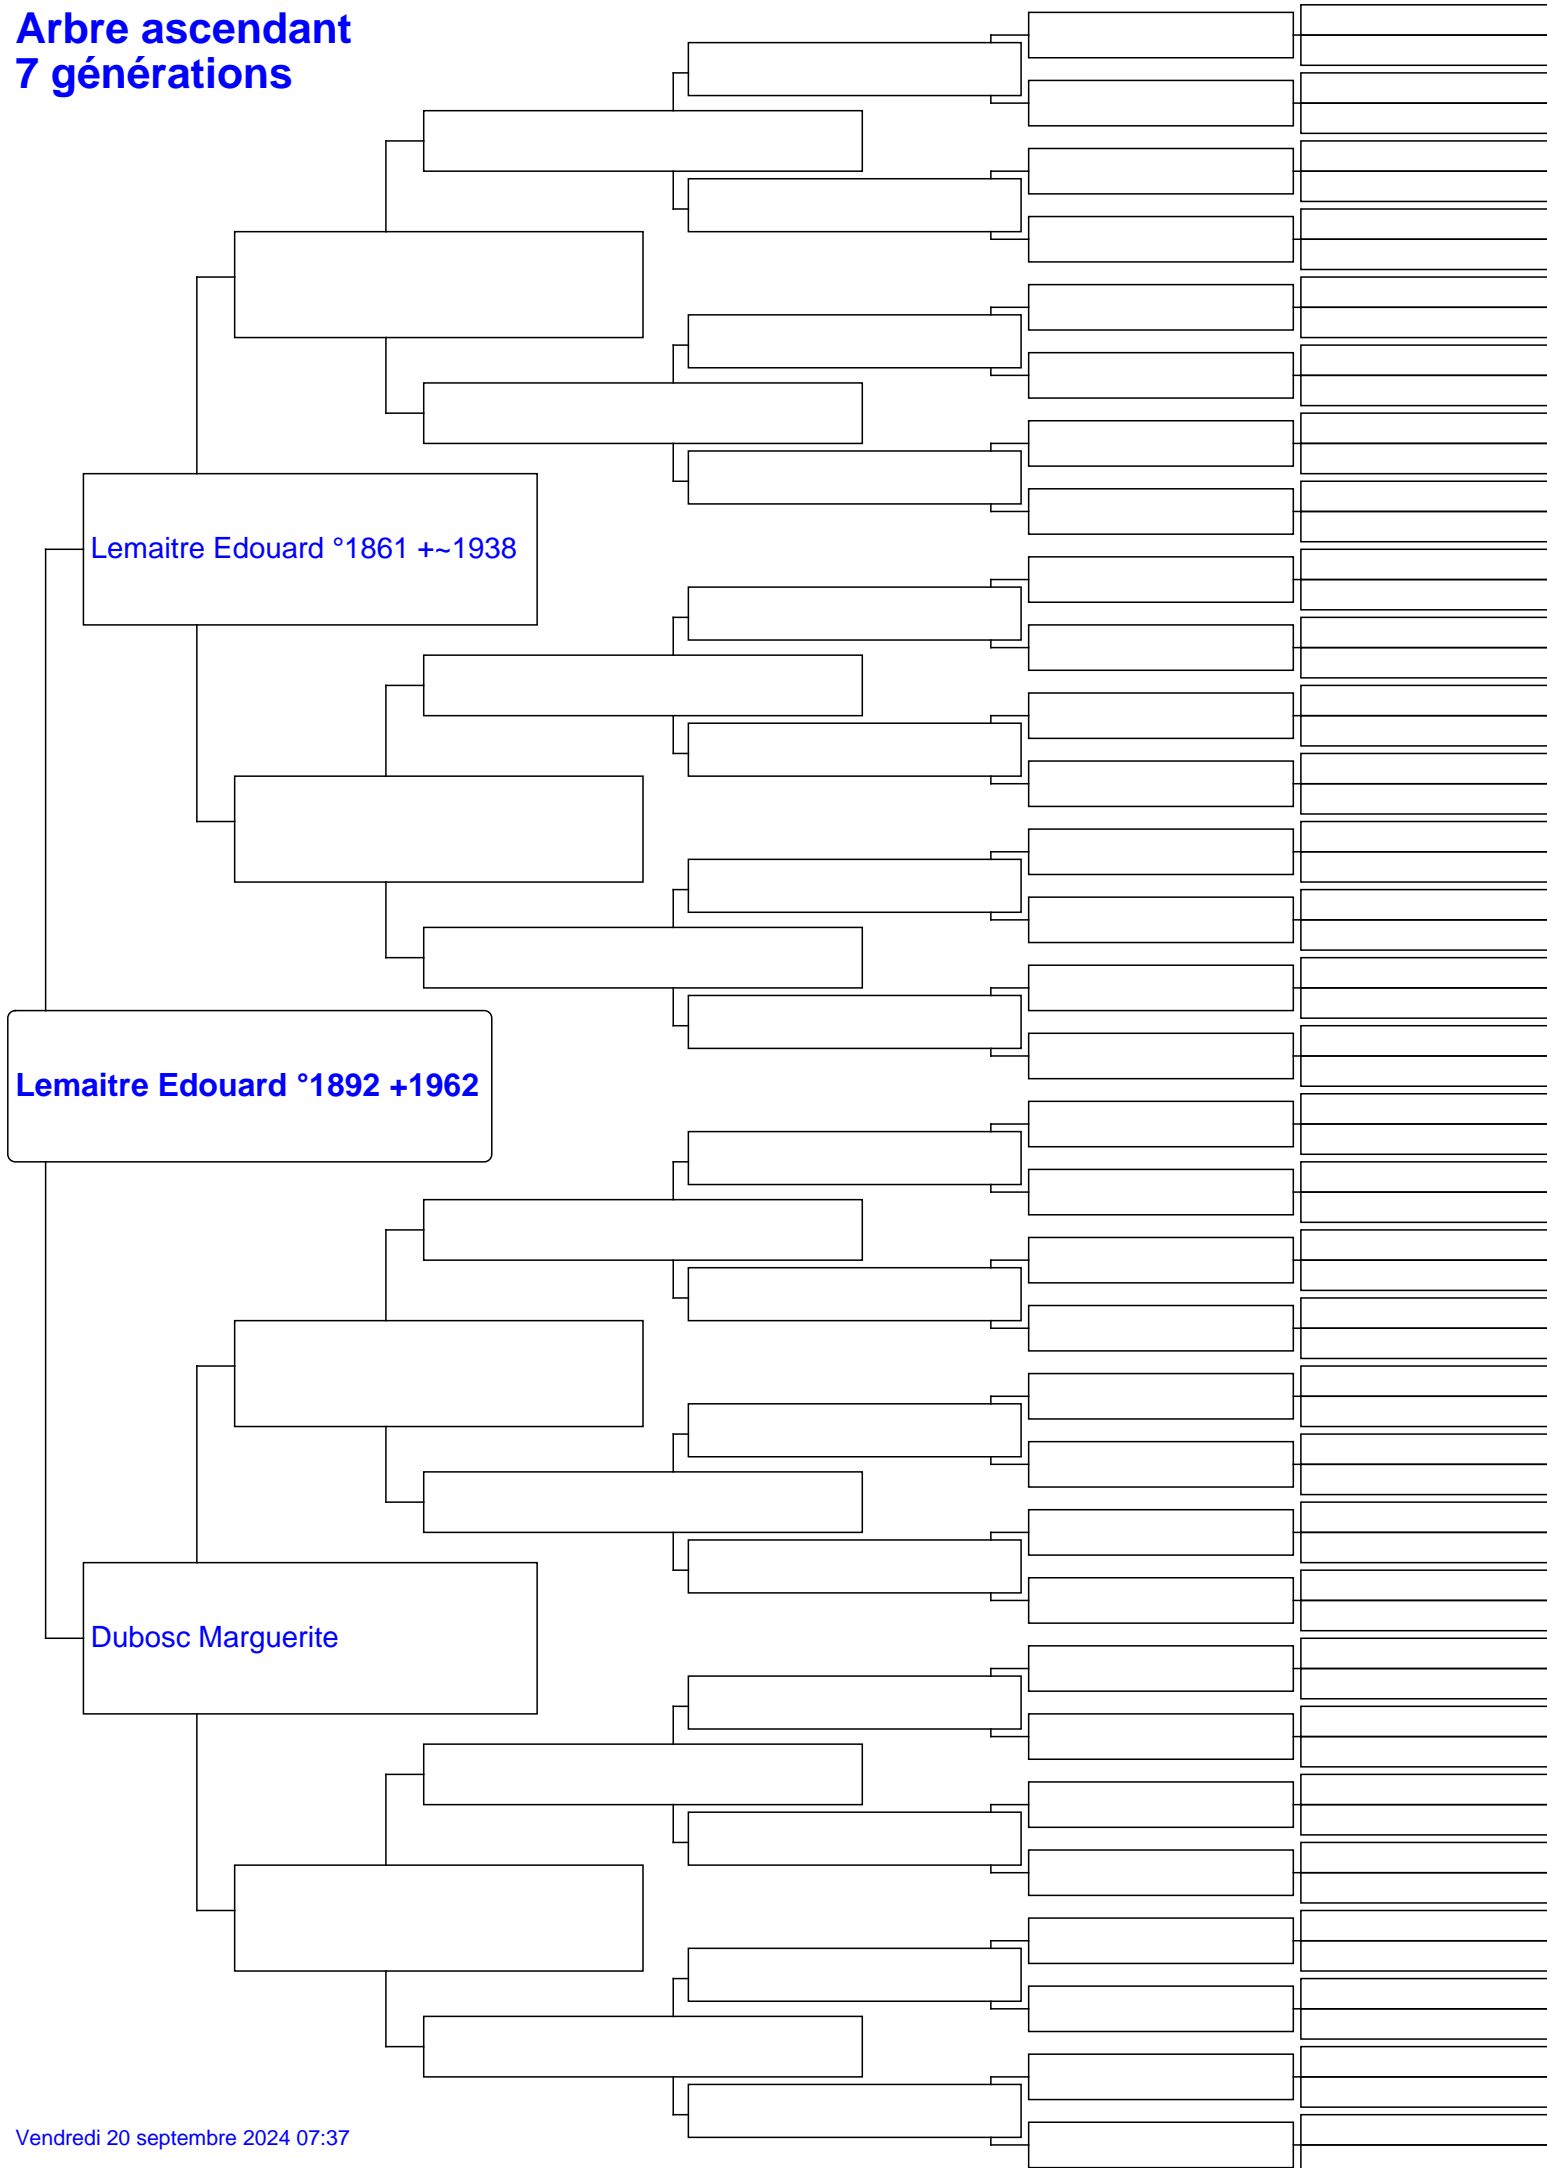 Arbre ascendant
7 générations
Lemaitre Edouard °1861 +~1938
Lemaitre Edouard °1892 +1962
Dubosc Marguerite
Vendredi 20 septembre 2024 07:37